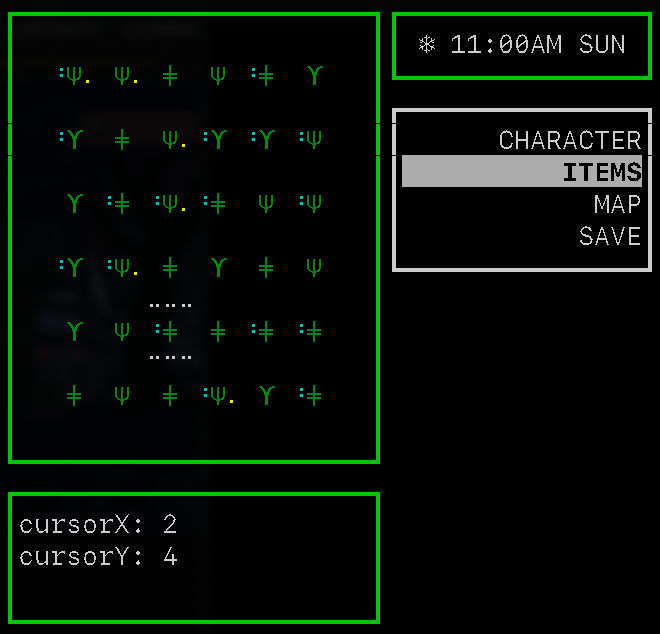 ❄ 11:00AM SUN
CHARACTER
ITEMS
MAP
SAVE
:Ψ. Ψ. ǂ Ψ :ǂ ϒ
:ϒ ǂ Ψ. :ϒ :ϒ :Ψ
ϒ :ǂ :Ψ. :ǂ Ψ :Ψ
:ϒ :Ψ. ǂ ϒ ǂ Ψ
ϒ Ψ :ǂ ǂ :ǂ :ǂ
ǂ Ψ ǂ :Ψ. ϒ :ǂ
cursorX: 2
cursorY: 4